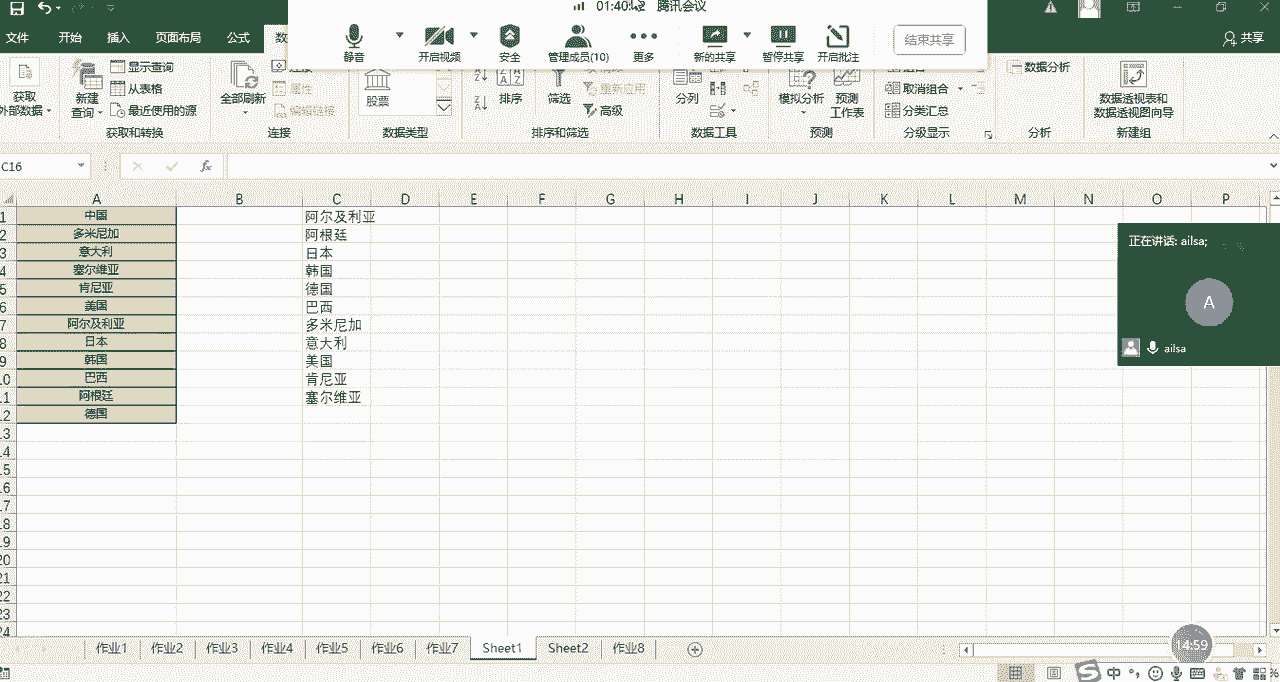 01:40 腾讯会议
静音 开启视频 安全 管理成员(10) 更多 新的共享 暂停共享 开启批注 结束共享
文件 开始 插入 页面布局 公式 数
共享
显示查询
从表格
最近使用的源
获取
外部数据
新建
查询
获取和转换
全部刷新
属性
编辑链接
连接
股票
数据类型
排序
筛选
重新应用
高级
排序和筛选
分列
数据工具
模拟分析
预测
工作表
预测
取消组合
分类汇总
分级显示
数据分析
分析
数据透视表和
数据透视图向导
新建组
C16 fx
A B C D E F G H I J K L M N O P
1 中国 阿尔及利亚
2 多米尼加 阿根廷
3 意大利 日本
4 塞尔维亚 韩国
5 肯尼亚 德国
6 美国 巴西
7 阿尔及利亚 多米尼加
8 日本 意大利
9 韩国 美国
10 巴西 肯尼亚
11 阿根廷 塞尔维亚
12 德国
13
14
15
16
17
18
19
20
21
22
23
24
正在讲话: ailsa;
A
ailsa
作业1 作业2 作业3 作业4 作业5 作业6 作业7 Sheet1 Sheet2 作业8
14:59
中
%